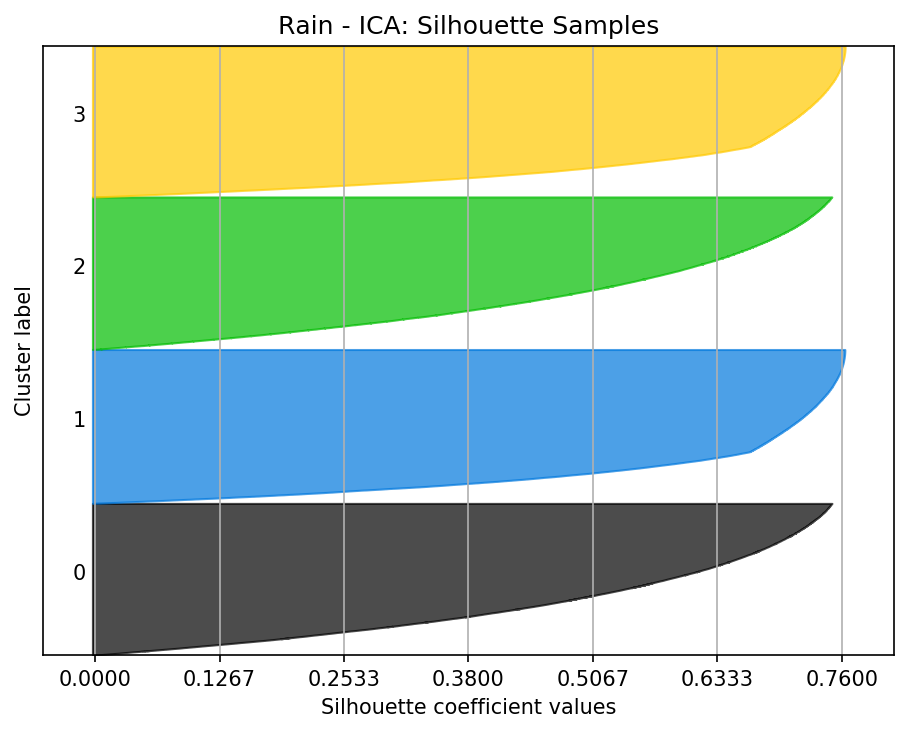 Rain - ICA: Silhouette Samples
Cluster label
3
2
1
0
0.0000 0.1267 0.2533 0.3800 0.5067 0.6333 0.7600
Silhouette coefficient values